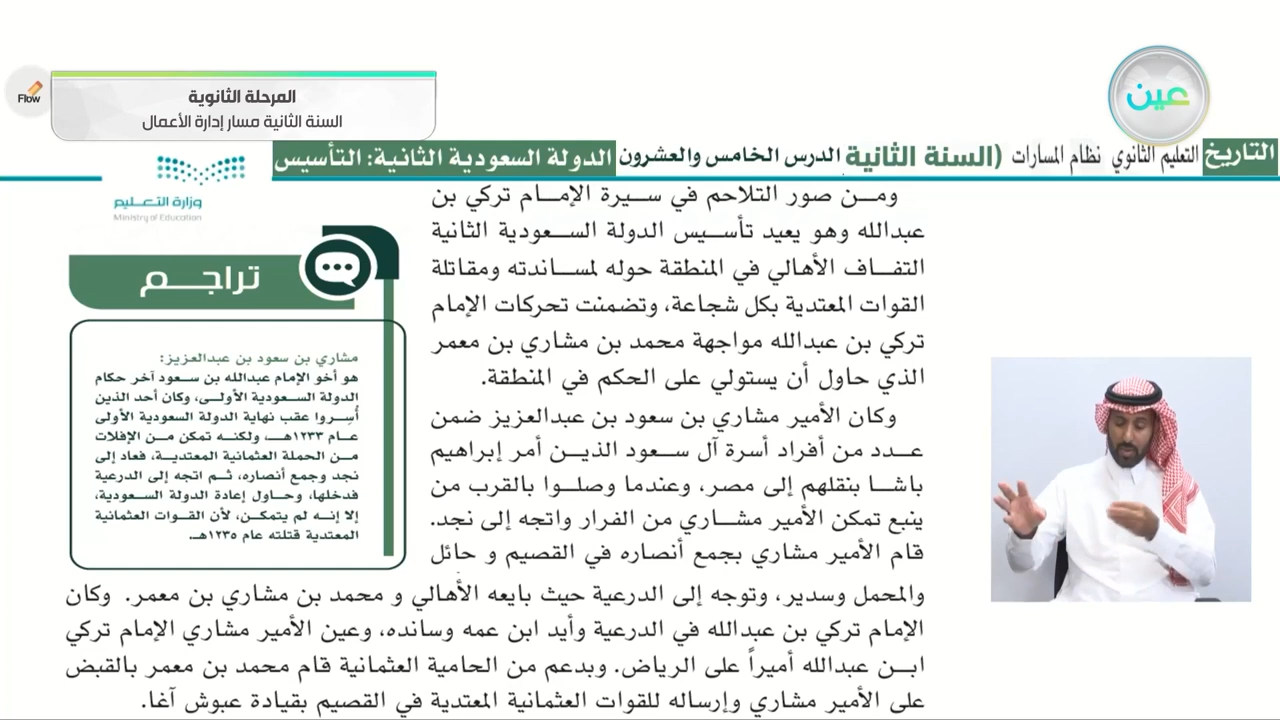 Flow
المرحلة الثانوية
السنة الثانية مسار إدارة الأعمال
عين
التاريخ التعليم الثانوي نظام المسارات (السنة الثانية الدرس الخامس والعشرون الدولة السعودية الثانية: التأسيس
وزارة التعليم
Ministry of Education
ومن صور التلاحم في سيرة الإمام تركي بن
عبدالله وهو يعيد تأسيس الدولة السعودية الثانية
التفاف الأهالي في المنطقة حوله لمساندته ومقاتلة
القوات المعتدية بكل شجاعة، وتضمنت تحركات الإمام
تركي بن عبدالله مواجهة محمد بن مشاري بن معمر
الذي حاول أن يستولي على الحكم في المنطقة.
وكان الأمير مشاري بن سعود بن عبدالعزيز ضمن
عدد من أفراد أسرة آل سعود الذين أمر إبراهيم
باشا بنقلهم إلى مصر، وعندما وصلوا بالقرب من
ينبع تمكن الأمير مشاري من الفرار واتجه إلى نجد.
قام الأمير مشاري بجمع أنصاره في القصيم و حائل
والمحمل وسدير، وتوجه إلى الدرعية حيث بايعه الأهالي و محمد بن مشاري بن معمر. وكان
الإمام تركي بن عبدالله في الدرعية وأيد ابن عمه وسانده، وعين الأمير مشاري الإمام تركي
ابن عبدالله أميراً على الرياض. وبدعم من الحامية العثمانية قام محمد بن معمر بالقبض
على الأمير مشاري وإرساله للقوات العثمانية المعتدية في القصيم بقيادة عبوش آغا.
تراجم
مشاري بن سعود بن عبدالعزيز:
هو أخو الإمام عبدالله بن سعود آخر حكام
الدولة السعودية الأولى، وكان أحد الذين
أُسِروا عقب نهاية الدولة السعودية الأولى
عام ١٢٣٣هـ، ولكنه تمكن من الإفلات
من الحملة العثمانية المعتدية، فعاد إلى
نجد وجمع أنصاره، ثم اتجه إلى الدرعية
فدخلها، وحاول إعادة الدولة السعودية،
إلا إنه لم يتمكن، لأن القوات العثمانية
المعتدية قتلته عام ١٢٣٥هـ.